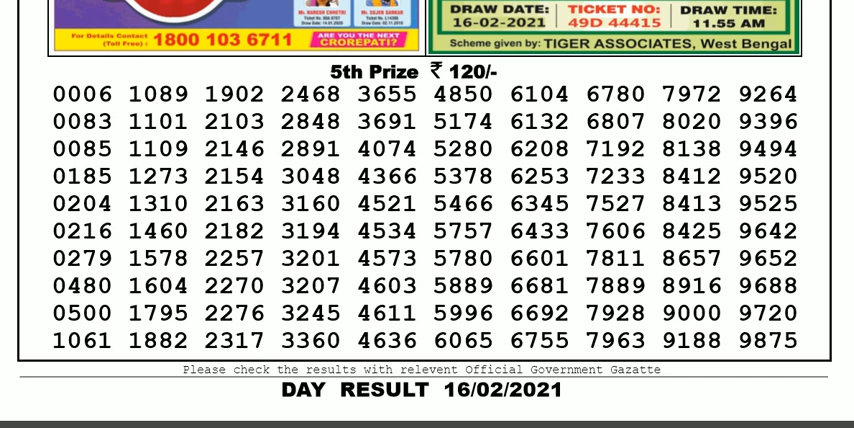 Mr. NARESH CHHETRI
Mr. SUJEN SARKAR
DRAW DATE:
16-02-2021
TICKET NO:
49D 44415
DRAW TIME:
11.55 AM
For Details Contact
(Toll Free) : 1800 103 6711
ARE YOU THE NEXT
CROREPATI?
Scheme given by: TIGER ASSOCIATES, West Bengal
5th Prize ₹ 120/-
0006 1089 1902 2468 3655 4850 6104 6780 7972 9264
0083 1101 2103 2848 3691 5174 6132 6807 8020 9396
0085 1109 2146 2891 4074 5280 6208 7192 8138 9494
0185 1273 2154 3048 4366 5378 6253 7233 8412 9520
0204 1310 2163 3160 4521 5466 6345 7527 8413 9525
0216 1460 2182 3194 4534 5757 6433 7606 8425 9642
0279 1578 2257 3201 4573 5780 6601 7811 8657 9652
0480 1604 2270 3207 4603 5889 6681 7889 8916 9688
0500 1795 2276 3245 4611 5996 6692 7928 9000 9720
1061 1882 2317 3360 4636 6065 6755 7963 9188 9875
Please check the results with relevent Official Government Gazatte
DAY RESULT 16/02/2021